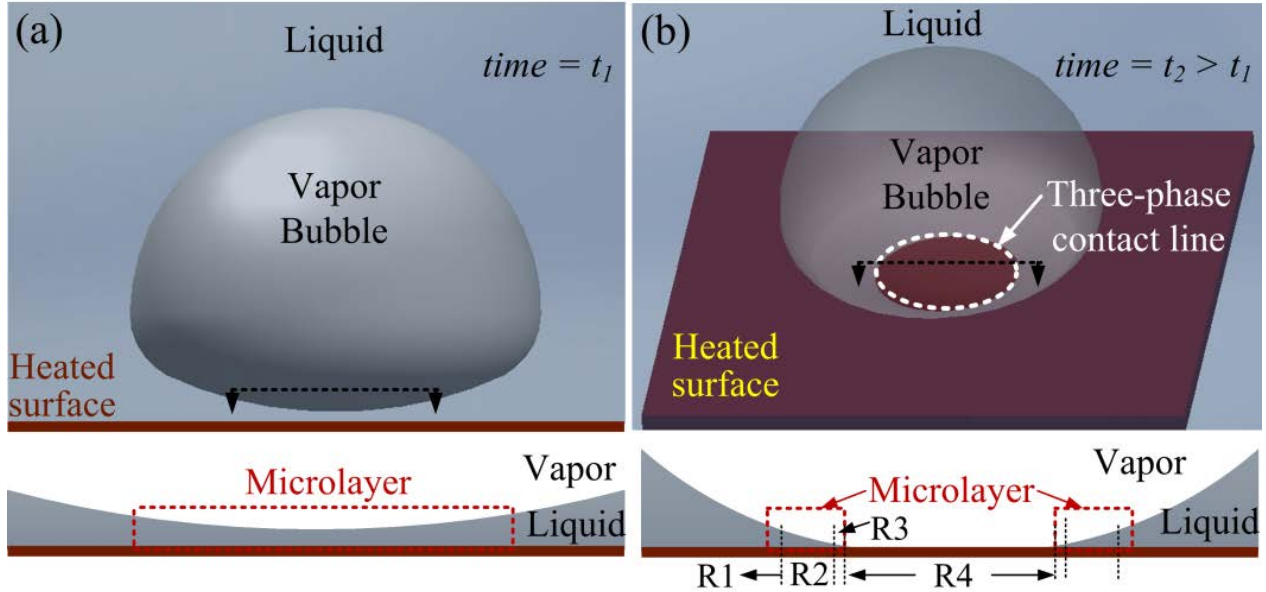 (a)
Liquid
time = t1
Vapor
Bubble
Heated
surface
Vapor
Microlayer
Liquid
(b)
Liquid
time = t2 > t1
Vapor
Bubble
Three-phase
contact line
Heated
surface
Vapor
Microlayer
Liquid
R3
R1
R2
R4